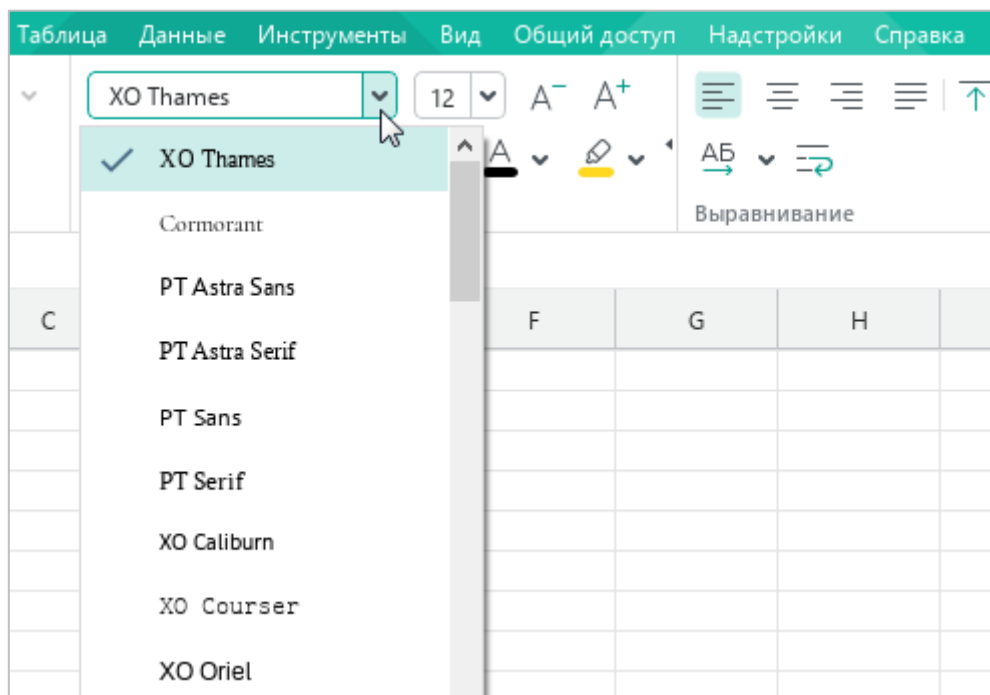 Таблица Данные Инструменты Вид Общий доступ Надстройки Справка
XO Thames 12 A− A+
XO Thames A АБ
Cormorant Выравнивание
PT Astra Sans
C F G H
PT Astra Serif
PT Sans
PT Serif
XO Caliburn
XO Courser
XO Oriel